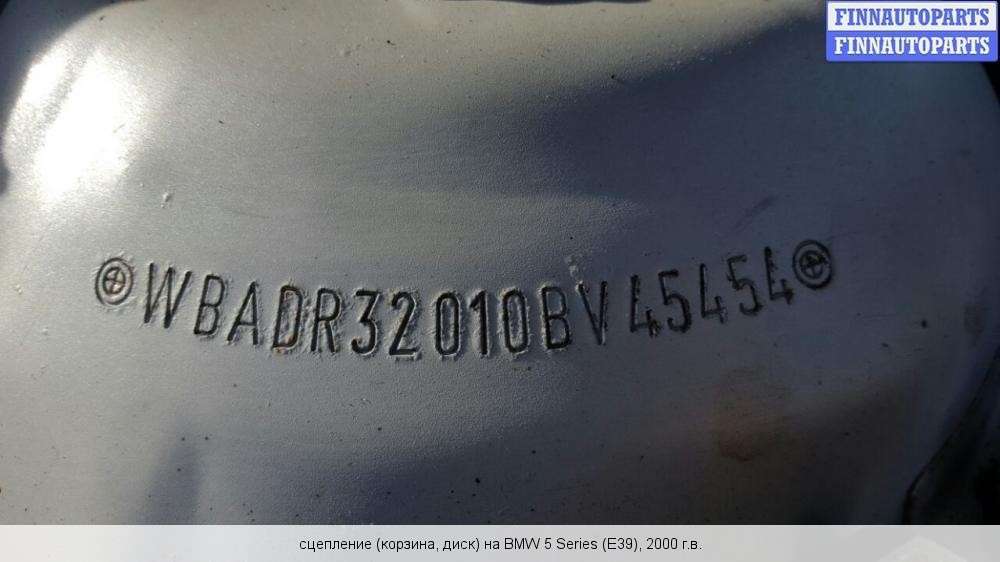 FINNAUTOPARTS
FINNAUTOPARTS
WBADR32010BV45454
сцепление (корзина, диск) на BMW 5 Series (E39), 2000 г.в.